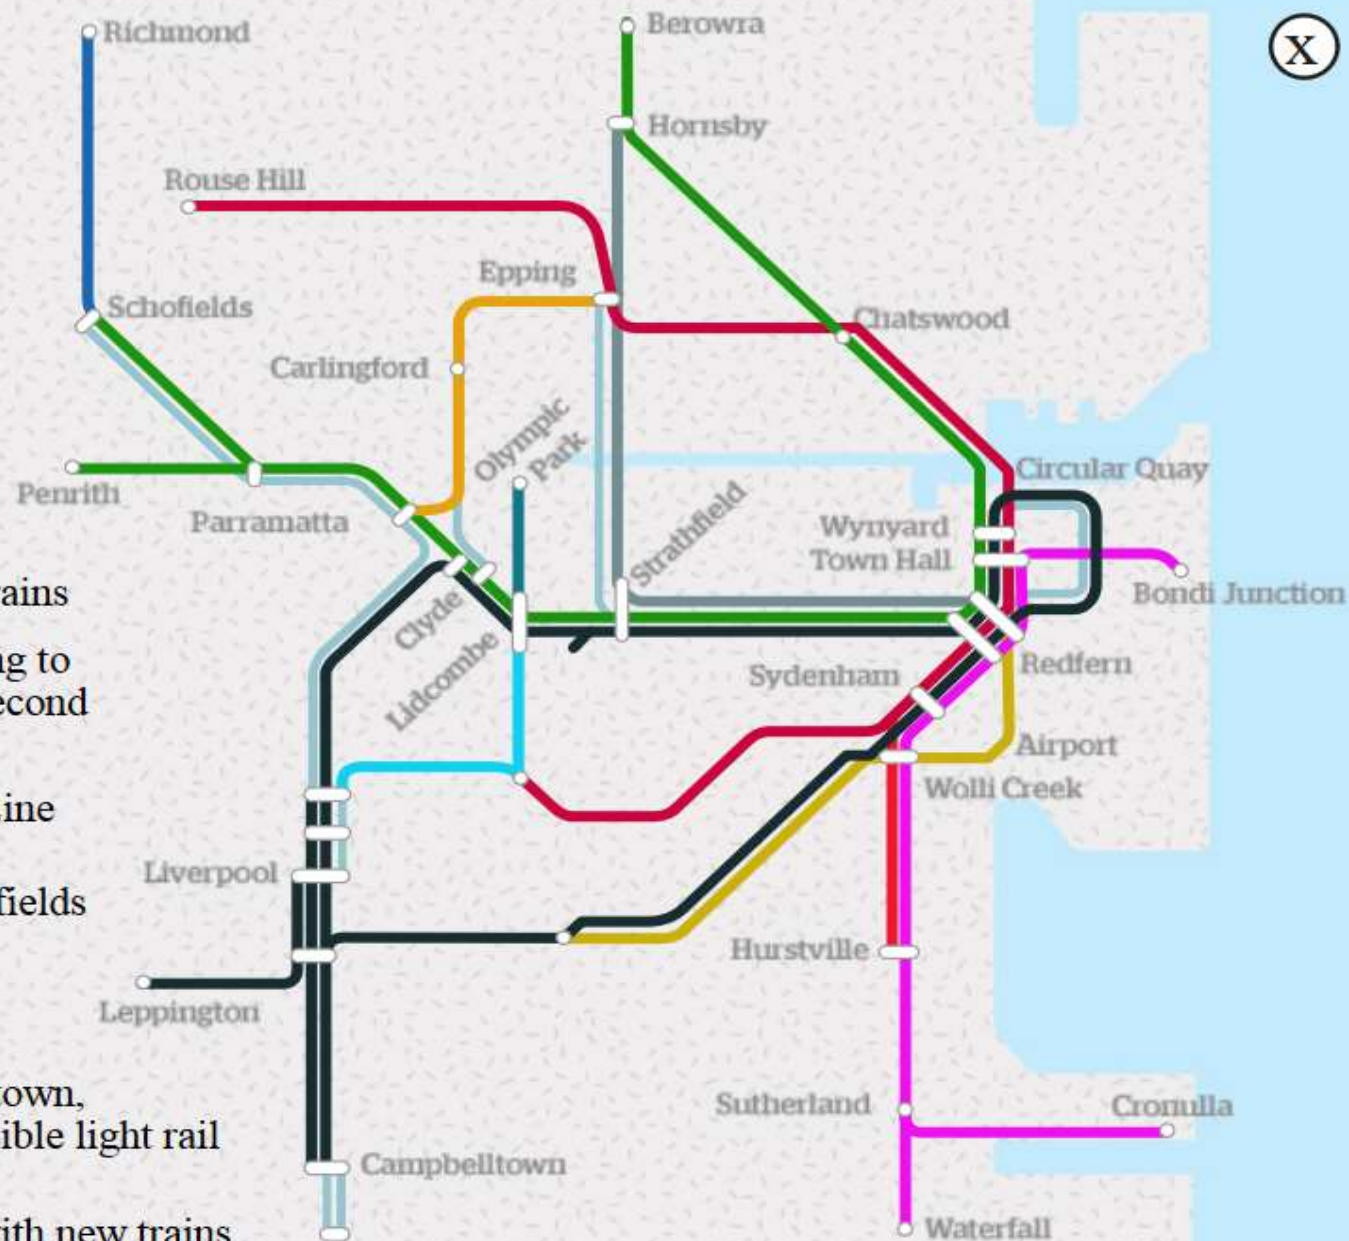 Richmond
Berowra
X
Hornsby
Rouse Hill
Epping
Schofields
Chatswood
Carlingford
Olympic
Park
Circular Quay
Penrith
Parramatta
Strathfield
Wynyard
Town Hall
Bondi Junction
ains
Clyde
Lidcombe
g to
econd
Sydenham
Redfern
Airport
Wolli Creek
ine
Liverpool
fields
Hurstville
Leppington
town,
ible light rail
Sutherland
Cronulla
Campbelltown
ith new trains
Waterfall